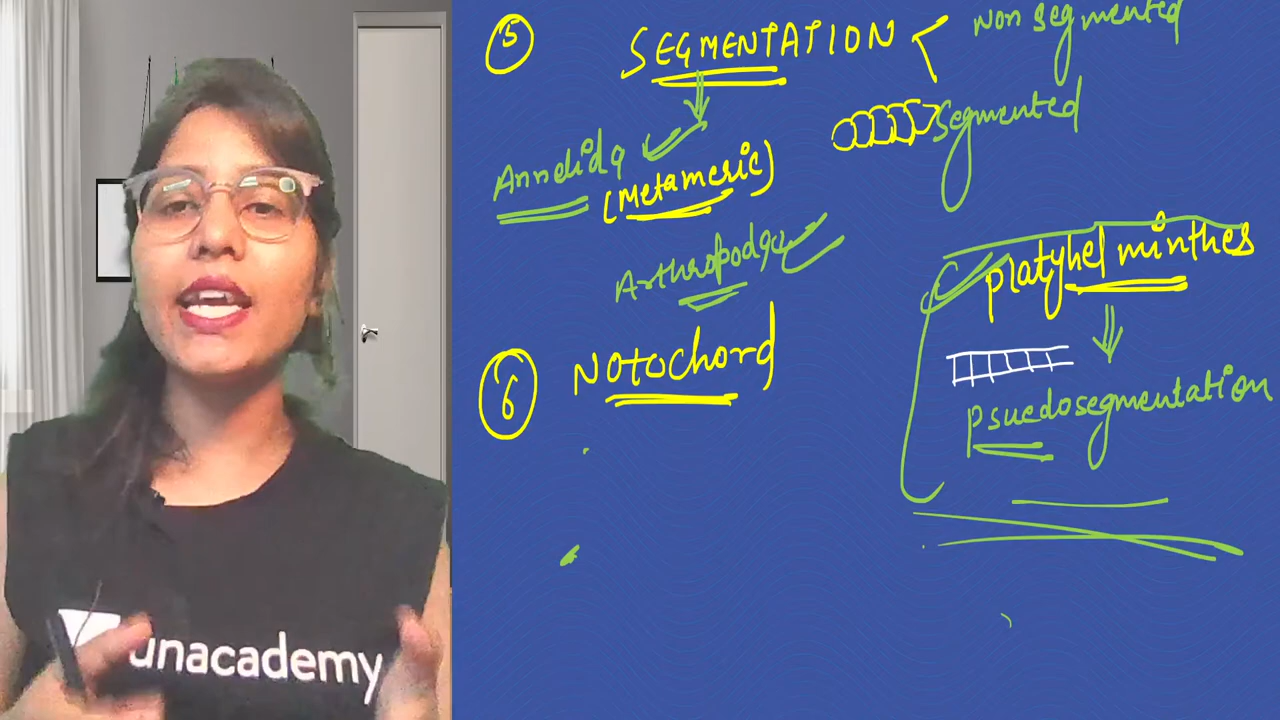 5 SEGMENTATION
Non segmented
Segmented
Annelida
(Metameric)
Arthropoda
platyhelminthes
psuedosegmentation
6 Notochord
unacademy